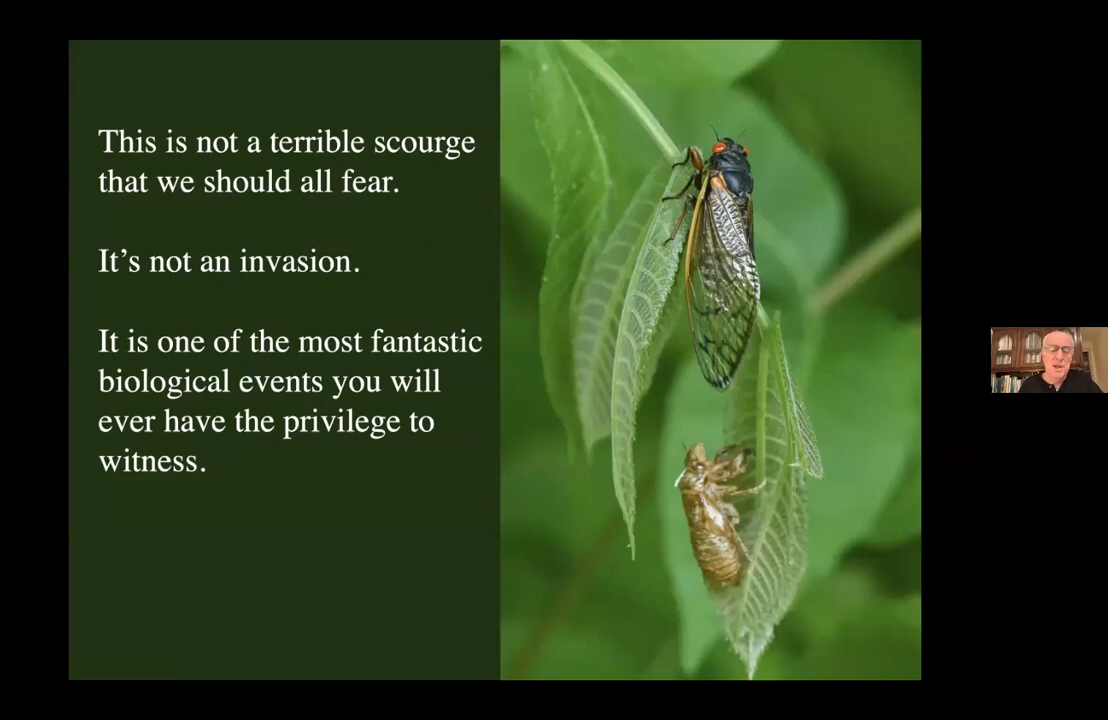 This is not a terrible scourge
that we should all fear.
It’s not an invasion.
It is one of the most fantastic
biological events you will
ever have the privilege to
witness.